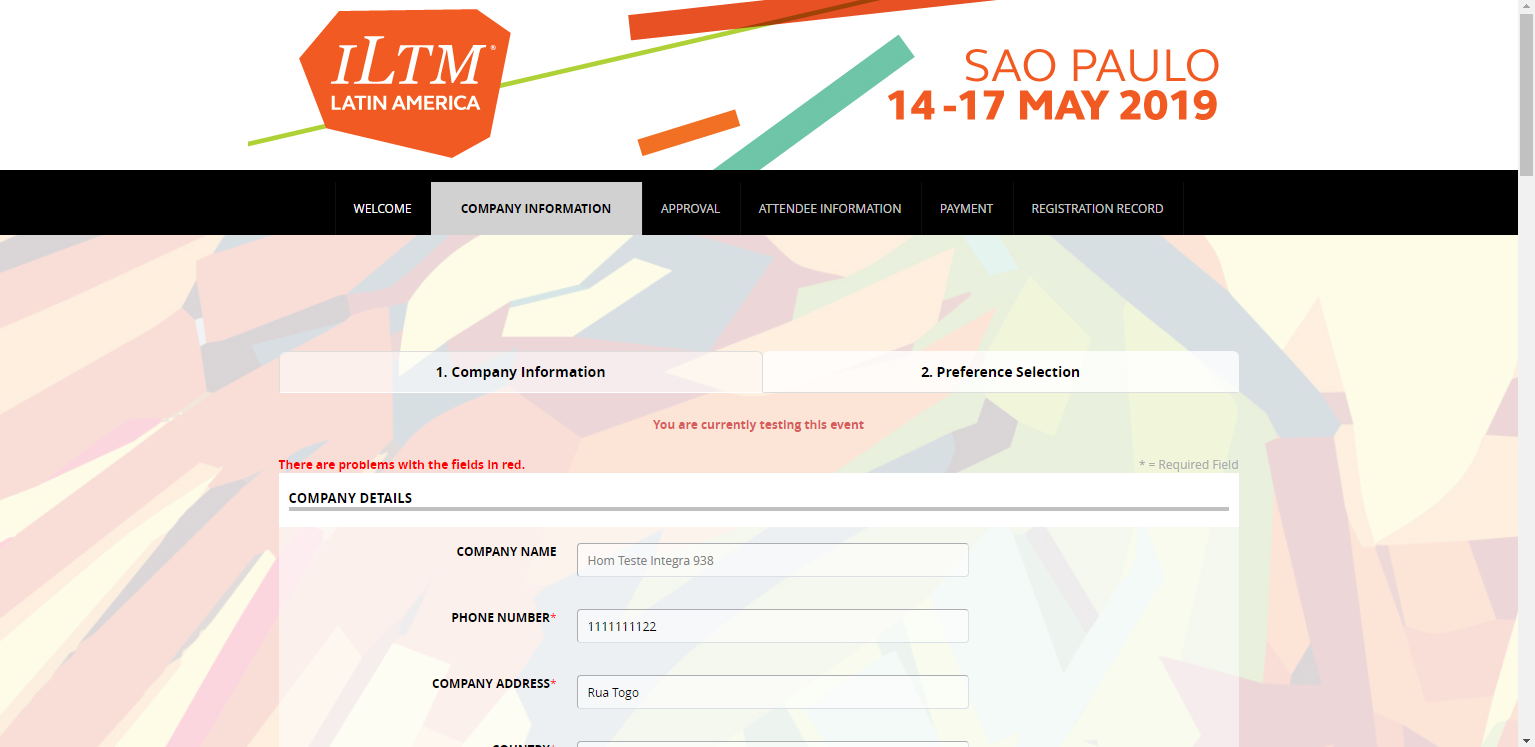 iLTM®
LATIN AMERICA
SAO PAULO
14-17 MAY 2019
WELCOME
COMPANY INFORMATION
APPROVAL
ATTENDEE INFORMATION
PAYMENT
REGISTRATION RECORD
1. Company Information
2. Preference Selection
You are currently testing this event
There are problems with the fields in red.
* = Required Field
COMPANY DETAILS
COMPANY NAME
Hom Teste Integra 938
PHONE NUMBER*
1111111122
COMPANY ADDRESS*
Rua Togo
COUNTRY*